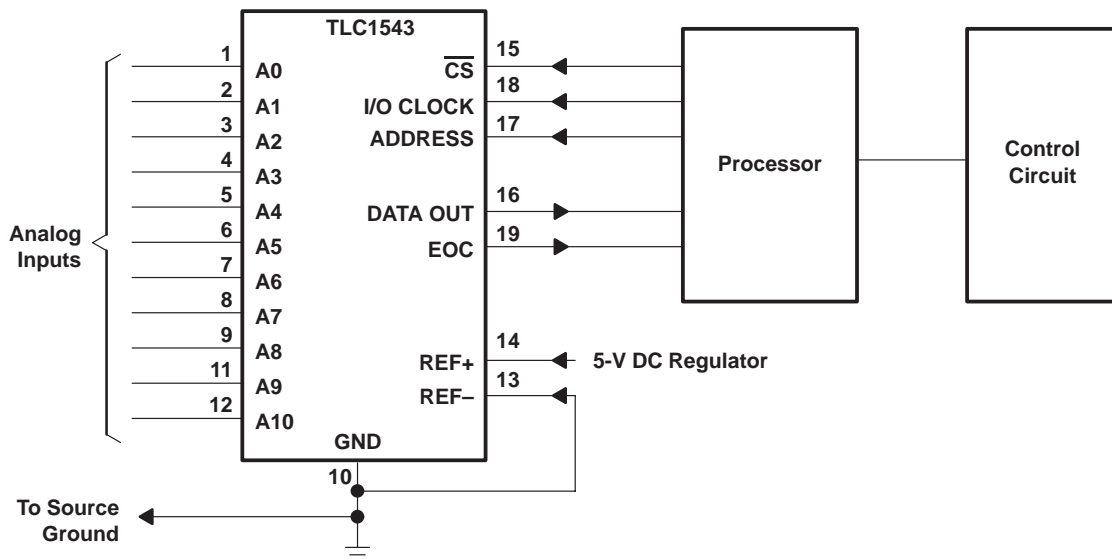 TLC1543
1
A0
2
A1
3
A2
4
A3
5
A4
6
A5
7
A6
8
A7
9
A8
11
A9
12
A10
Analog
Inputs
15
C̅S̅
18
I/O CLOCK
17
ADDRESS
16
DATA OUT
19
EOC
14
REF+
5-V DC Regulator
13
REF–
GND
10
To Source
Ground
Processor
Control
Circuit